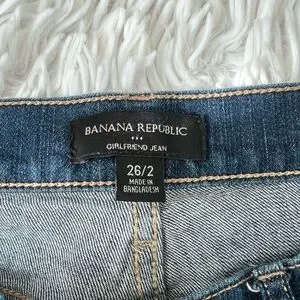 BANANA REPUBLIC
GIRLFRIEND JEAN
26/2
MADE IN
BANGLADESH